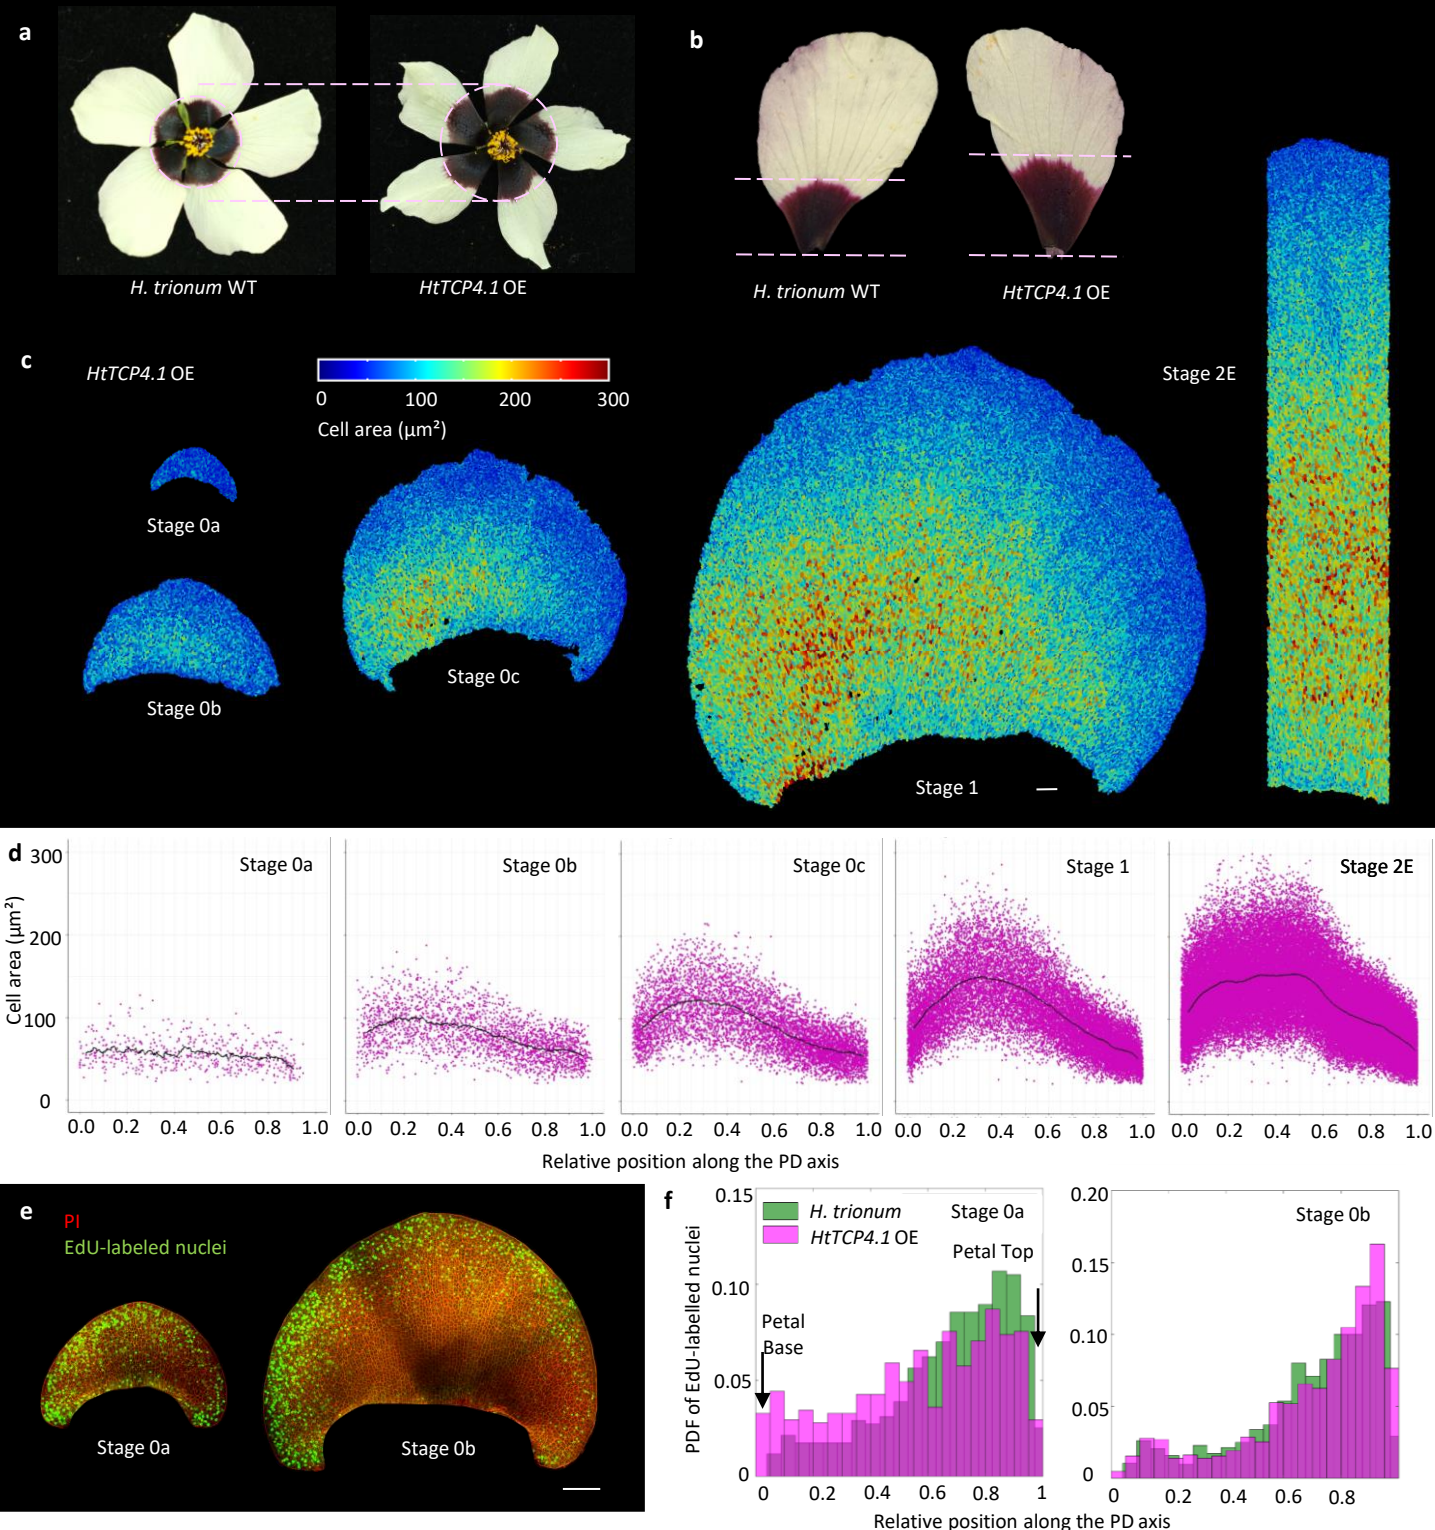 a
H. trionum WT
HtTCP4.1 OE
b
H. trionum WT
HtTCP4.1 OE
c
HtTCP4.1 OE
0 100 200 300
Cell area (µm²)
Stage 0a
Stage 0b
Stage 0c
Stage 1
Stage 2E
d
Cell area (µm²)
300
200
100
0
Stage 0a
Stage 0b
Stage 0c
Stage 1
Stage 2E
0.0 0.2 0.4 0.6 0.8 1.0
0.0 0.2 0.4 0.6 0.8 1.0
0.0 0.2 0.4 0.6 0.8 1.0
0.0 0.2 0.4 0.6 0.8 1.0
0.0 0.2 0.4 0.6 0.8 1.0
Relative position along the PD axis
e
PI
EdU-labeled nuclei
Stage 0a
Stage 0b
f
PDF of EdU-labelled nuclei
0.15
0.10
0.05
0
H. trionum
HtTCP4.1 OE
Stage 0a
Petal Top
Petal
Base
0 0.2 0.4 0.6 0.8 1
0.20
0.15
0.10
0.05
0
Stage 0b
0 0.2 0.4 0.6 0.8
Relative position along the PD axis